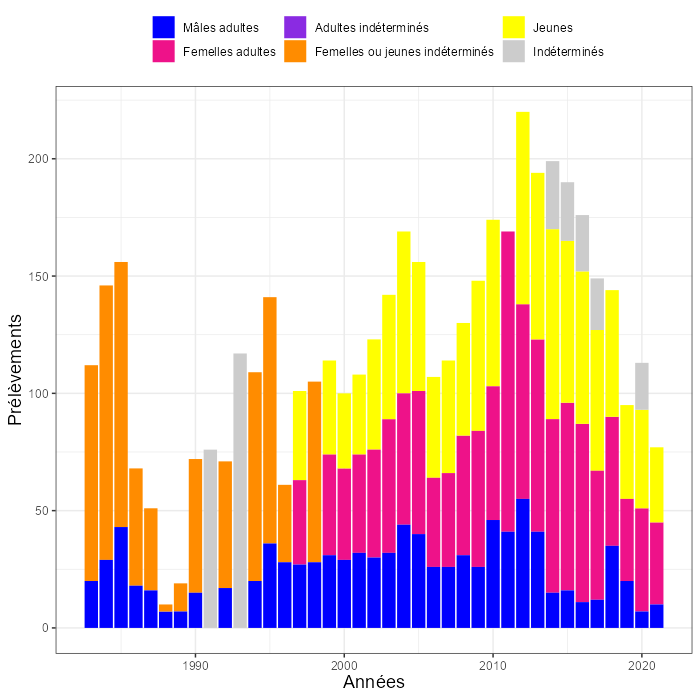 Mâles adultes
Adultes indéterminés
Jeunes
Femelles adultes
Femelles ou jeunes indéterminés
Indéterminés
Prélèvements
200
150
100
50
0
1990
2000
2010
2020
Années